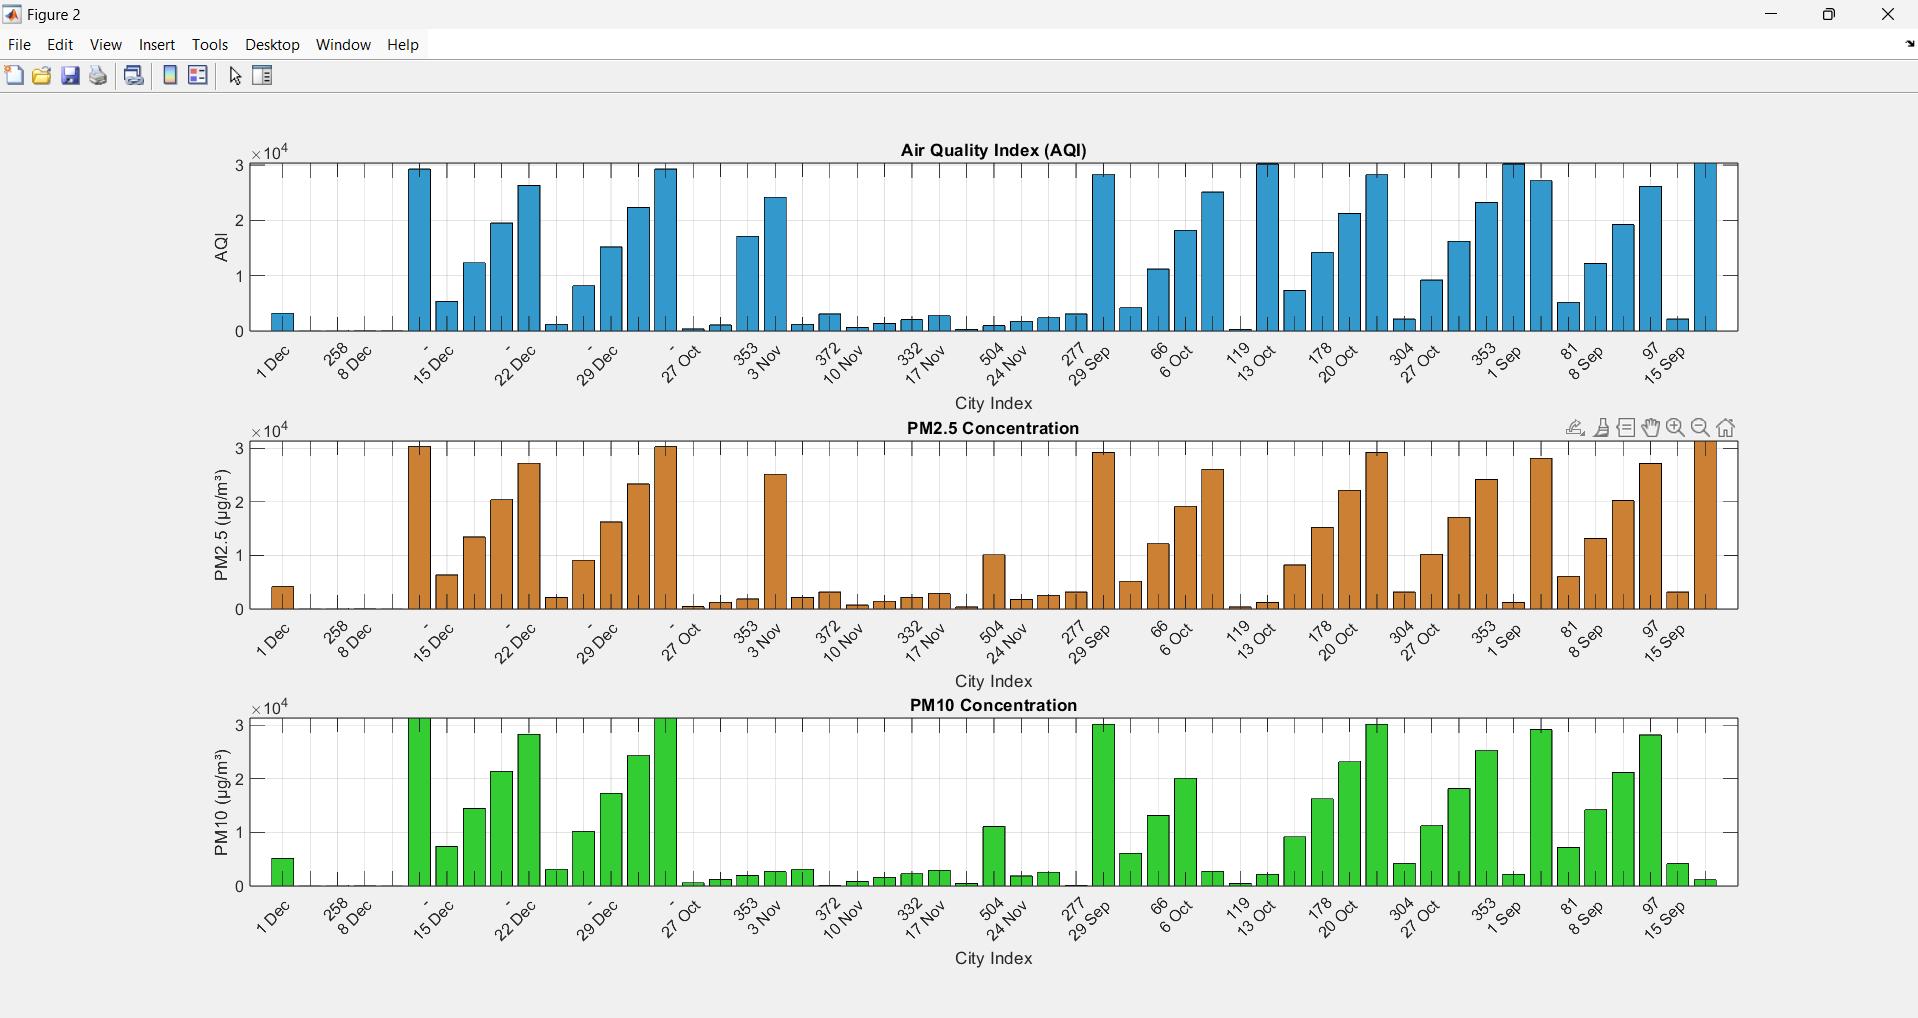 Figure 2
File Edit View Insert Tools Desktop Window Help
×10⁴
Air Quality Index (AQI)
AQI
3
2
1
0
1 Dec 258 8 Dec - 15 Dec - 22 Dec - 29 Dec - 27 Oct 353 3 Nov 372 10 Nov 332 17 Nov 504 24 Nov 277 29 Sep 66 6 Oct 119 13 Oct 178 20 Oct 304 27 Oct 353 1 Sep 81 8 Sep 97 15 Sep
City Index
×10⁴
PM2.5 Concentration
PM2.5 (µg/m³)
3
2
1
0
1 Dec 258 8 Dec - 15 Dec - 22 Dec - 29 Dec - 27 Oct 353 3 Nov 372 10 Nov 332 17 Nov 504 24 Nov 277 29 Sep 66 6 Oct 119 13 Oct 178 20 Oct 304 27 Oct 353 1 Sep 81 8 Sep 97 15 Sep
City Index
×10⁴
PM10 Concentration
PM10 (µg/m³)
3
2
1
0
1 Dec 258 8 Dec - 15 Dec - 22 Dec - 29 Dec - 27 Oct 353 3 Nov 372 10 Nov 332 17 Nov 504 24 Nov 277 29 Sep 66 6 Oct 119 13 Oct 178 20 Oct 304 27 Oct 353 1 Sep 81 8 Sep 97 15 Sep
City Index